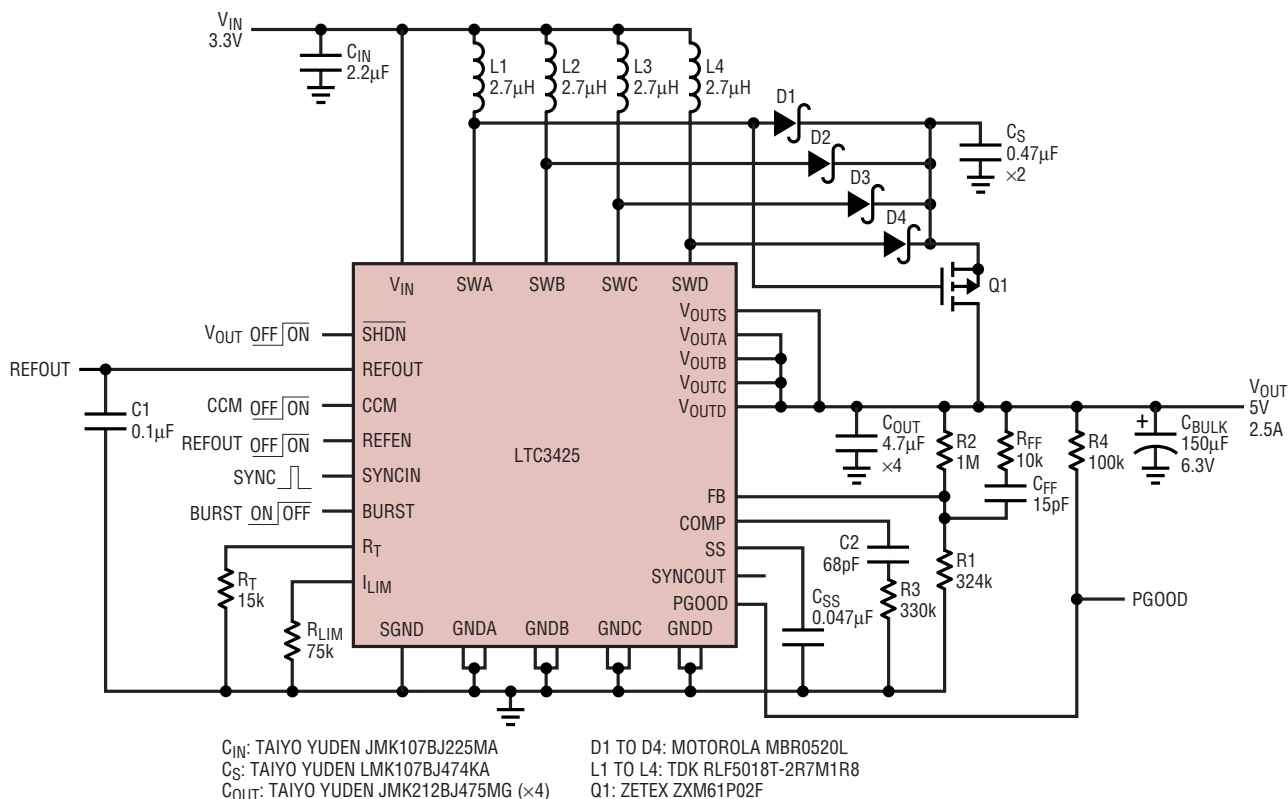 VIN
3.3V
CIN
2.2µF
L1
2.7µH
L2
2.7µH
L3
2.7µH
L4
2.7µH
D1
D2
D3
D4
CS
0.47µF
×2
Q1
VIN
SWA
SWB
SWC
SWD
VOUT OFF ON
SHDN
REFOUT
REFOUT
C1
0.1µF
CCM OFF ON
CCM
REFOUT OFF ON
REFEN
SYNC
SYNCIN
BURST ON OFF
BURST
RT
ILIM
RT
15k
RLIM
75k
LTC3425
VOUTS
VOUTA
VOUTB
VOUTC
VOUTD
FB
COMP
SS
SYNCOUT
PGOOD
SGND
GNDA
GNDB
GNDC
GNDD
COUT
4.7µF
×4
R2
1M
RFF
10k
CFF
15pF
R4
100k
+
CBULK
150µF
6.3V
VOUT
5V
2.5A
C2
68pF
R3
330k
R1
324k
CSS
0.047µF
PGOOD
CIN: TAIYO YUDEN JMK107BJ225MA
CS: TAIYO YUDEN LMK107BJ474KA
COUT: TAIYO YUDEN JMK212BJ475MG (×4)
D1 TO D4: MOTOROLA MBR0520L
L1 TO L4: TDK RLF5018T-2R7M1R8
Q1: ZETEX ZXM61P02F